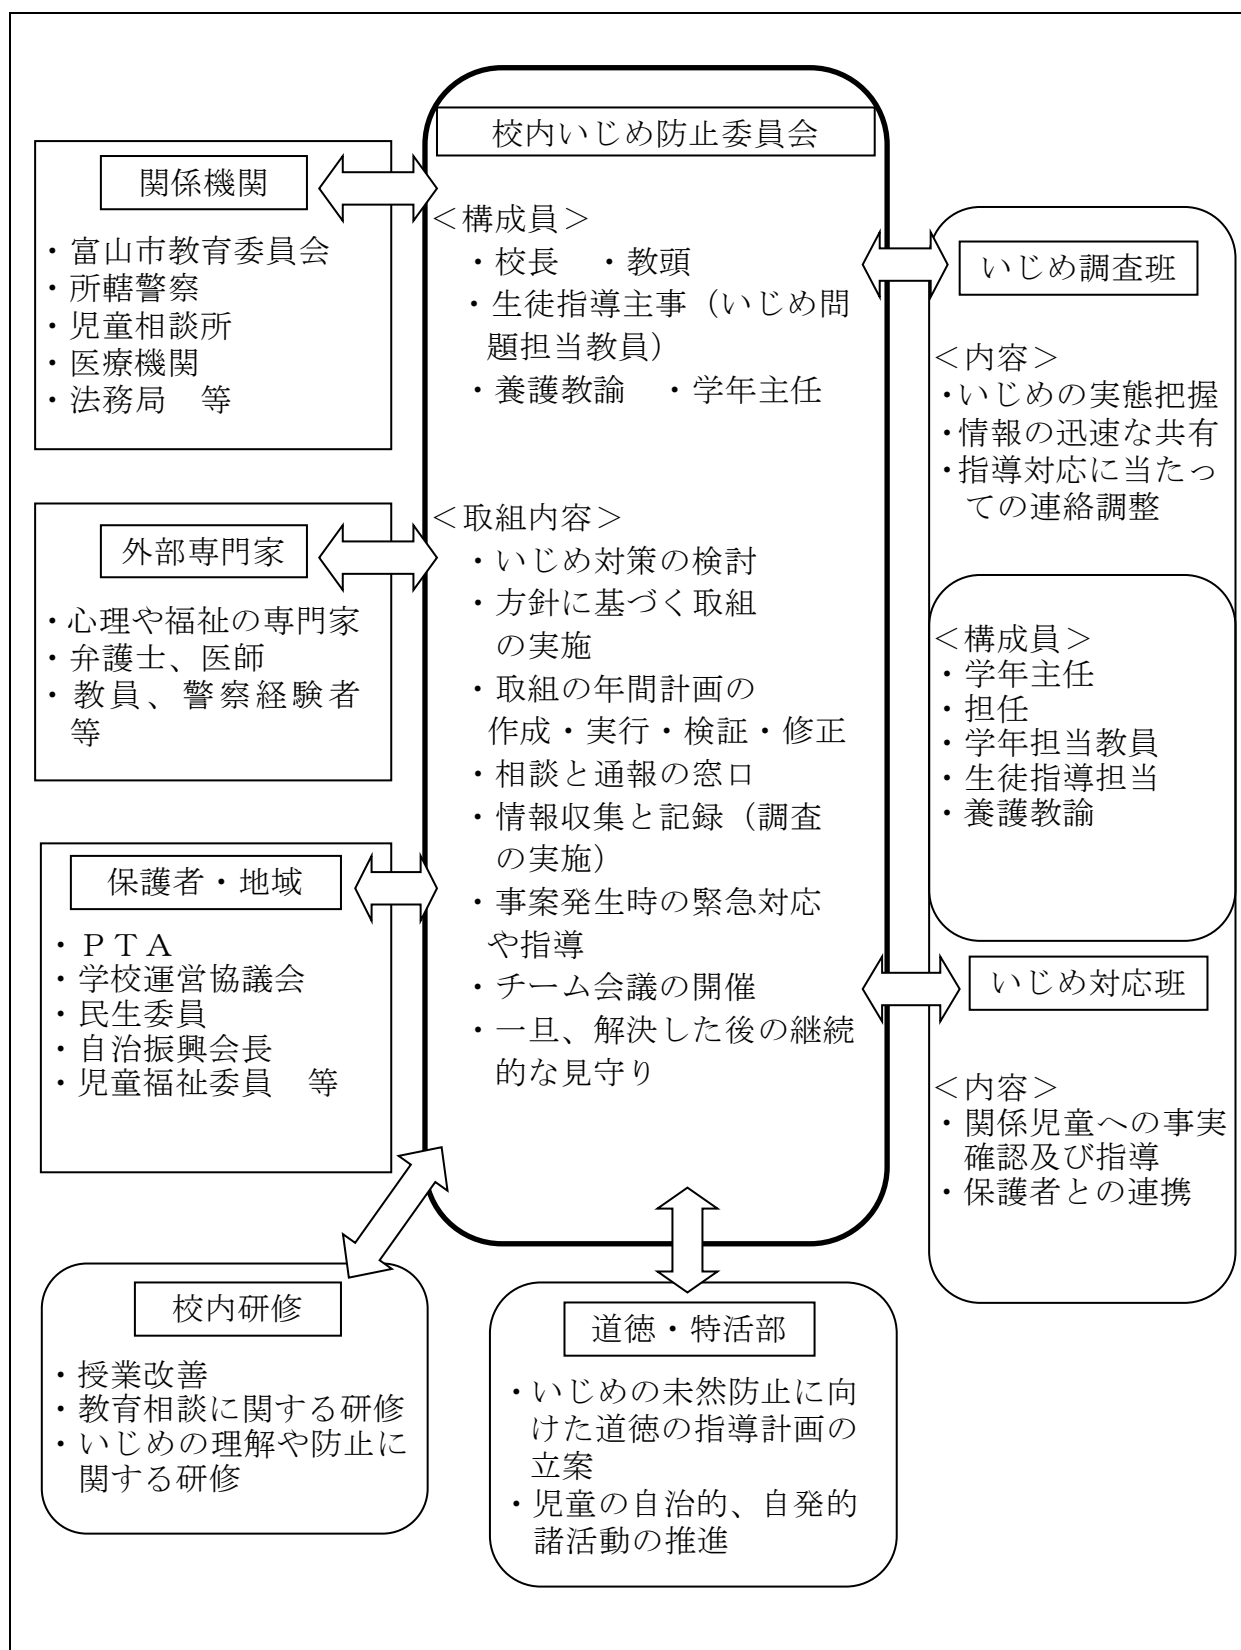 校内いじめ防止委員会
＜構成員＞
・校長　・教頭
・生徒指導主事（いじめ問
題担当教員）
・養護教諭　・学年主任
＜取組内容＞
・いじめ対策の検討
・方針に基づく取組
の実施
・取組の年間計画の
作成・実行・検証・修正
・相談と通報の窓口
・情報収集と記録（調査
の実施）
・事案発生時の緊急対応
や指導
・チーム会議の開催
・一旦、解決した後の継続
的な見守り
関係機関
・富山市教育委員会
・所轄警察
・児童相談所
・医療機関
・法務局　等
外部専門家
・心理や福祉の専門家
・弁護士、医師
・教員、警察経験者
等
保護者・地域
・ＰＴＡ
・学校運営協議会
・民生委員
・自治振興会長
・児童福祉委員　等
いじめ調査班
＜内容＞
・いじめの実態把握
・情報の迅速な共有
・指導対応に当たっ
ての連絡調整
＜構成員＞
・学年主任
・担任
・学年担当教員
・生徒指導担当
・養護教諭
いじめ対応班
＜内容＞
・関係児童への事実
確認及び指導
・保護者との連携
校内研修
・授業改善
・教育相談に関する研修
・いじめの理解や防止に
関する研修
道徳・特活部
・いじめの未然防止に向
けた道徳の指導計画の
立案
・児童の自治的、自発的
諸活動の推進